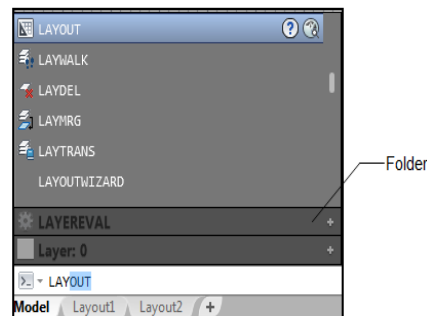 LAYOUT
LAYWALK
LAYDEL
LAYMRG
LAYTRANS
LAYOUTWIZARD
LAYEREVAL +
Folder
Layer: 0 +
LAYOUT
Model Layout1 Layout2 +